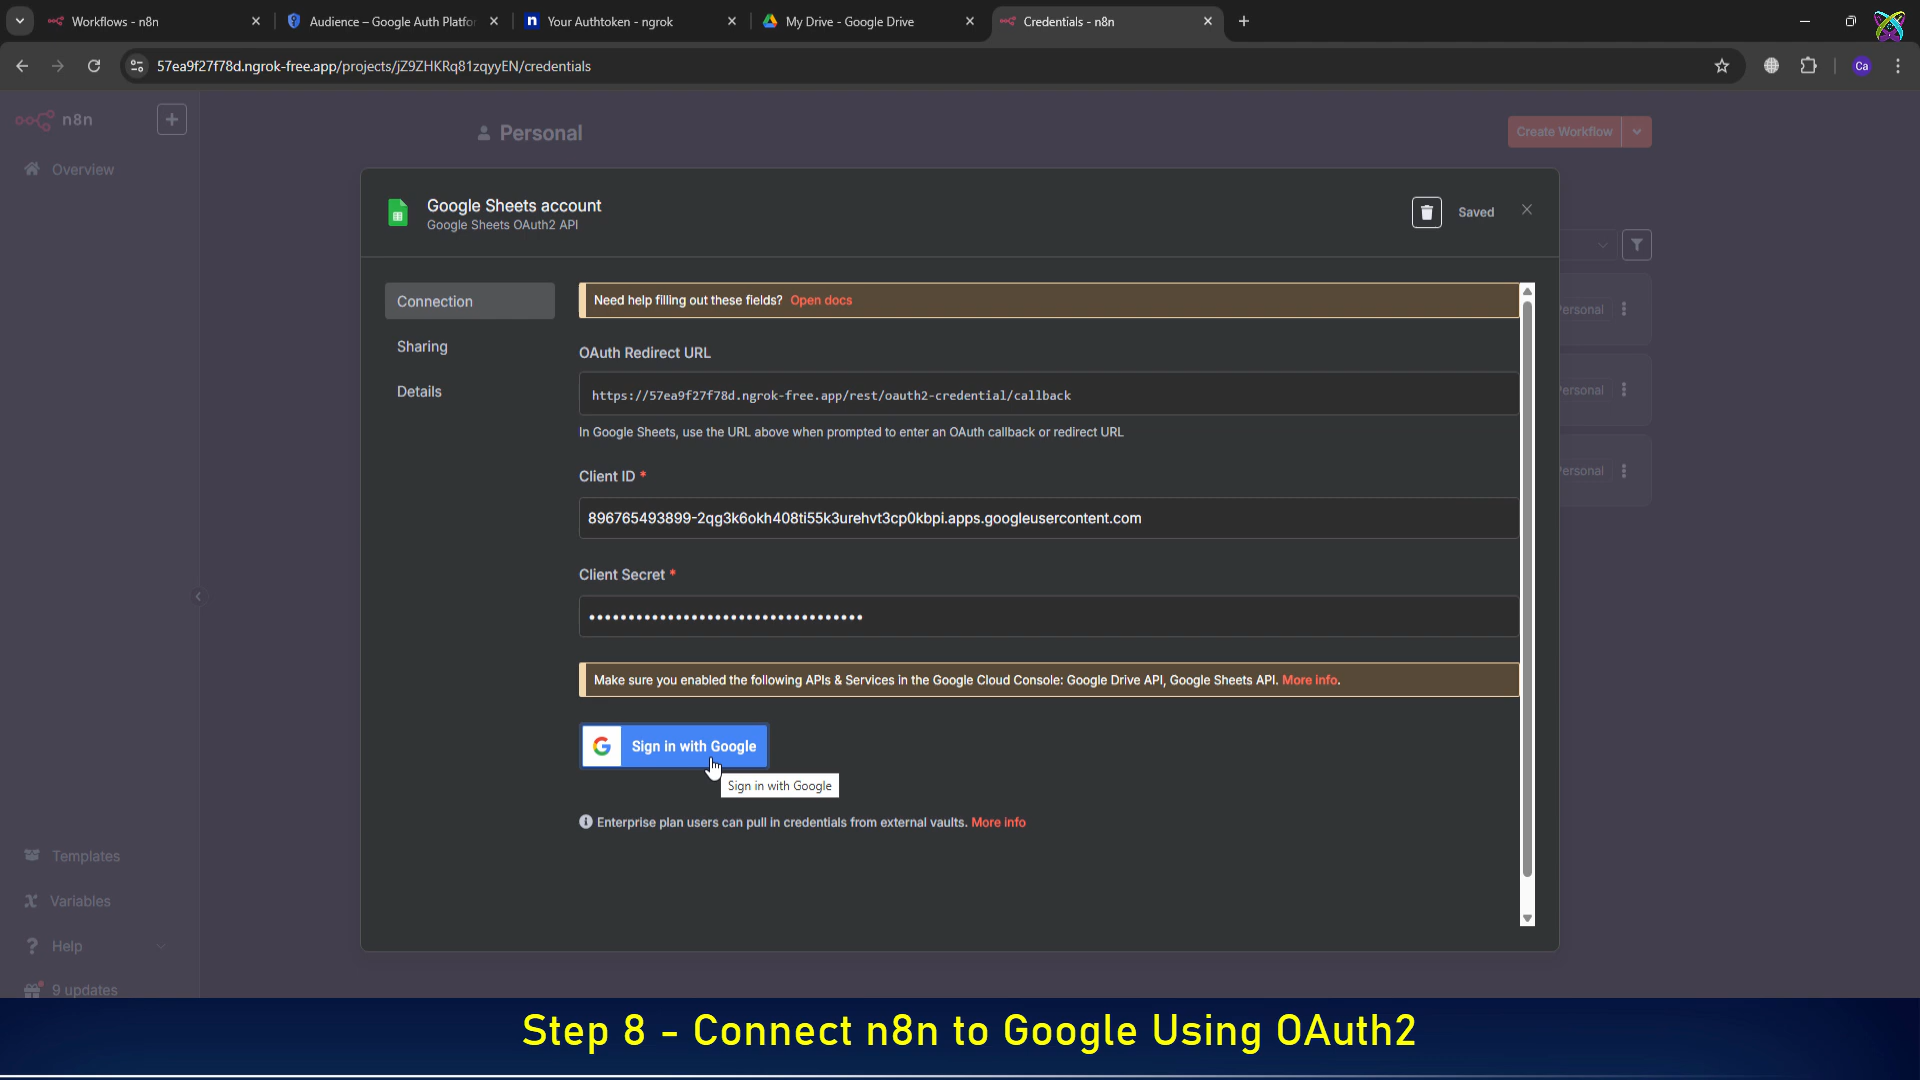 Workflows - n8n
Audience – Google Auth Platfor
Your Authtoken - ngrok
My Drive - Google Drive
Credentials - n8n
57ea9f27f78d.ngrok-free.app/projects/jZ9ZHKRq81zqyyEN/credentials
Ca
n8n
Personal
Create Workflow
Overview
Google Sheets account
Google Sheets OAuth2 API
Saved
Connection
Sharing
Details
Need help filling out these fields? Open docs
OAuth Redirect URL
https://57ea9f27f78d.ngrok-free.app/rest/oauth2-credential/callback
In Google Sheets, use the URL above when prompted to enter an OAuth callback or redirect URL
Client ID *
896765493899-2qg3k6okh408ti55k3urehvt3cp0kbpi.apps.googleusercontent.com
Client Secret *
••••••••••••••••••••••••••••••••••••
Make sure you enabled the following APIs & Services in the Google Cloud Console: Google Drive API, Google Sheets API. More info.
Sign in with Google
Sign in with Google
Enterprise plan users can pull in credentials from external vaults. More info
Templates
Variables
Help
9 updates
Step 8 - Connect n8n to Google Using OAuth2